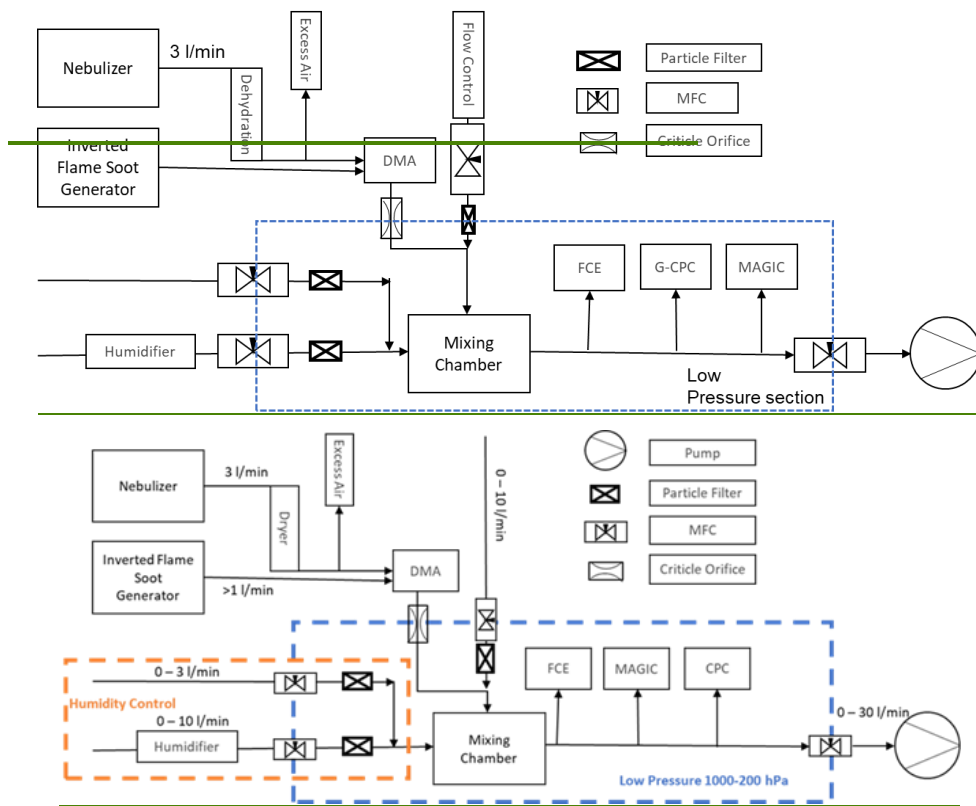 Nebulizer
3 l/min
Dehydration
Excess Air
Flow Control
Particle Filter
MFC
Criticle Orifice
Inverted
Flame Soot
Generator
DMA
FCE
G-CPC
MAGIC
Humidifier
Mixing
Chamber
Low
Pressure section
Nebulizer
3 l/min
Dryer
Excess Air
0 – 10 l/min
Pump
Particle Filter
MFC
Criticle Orifice
Inverted Flame
Soot
Generator
>1 l/min
DMA
FCE
MAGIC
CPC
0 – 3 l/min
Humidity Control
0 – 10 l/min
Humidifier
Mixing
Chamber
0 – 30 l/min
Low Pressure 1000-200 hPa